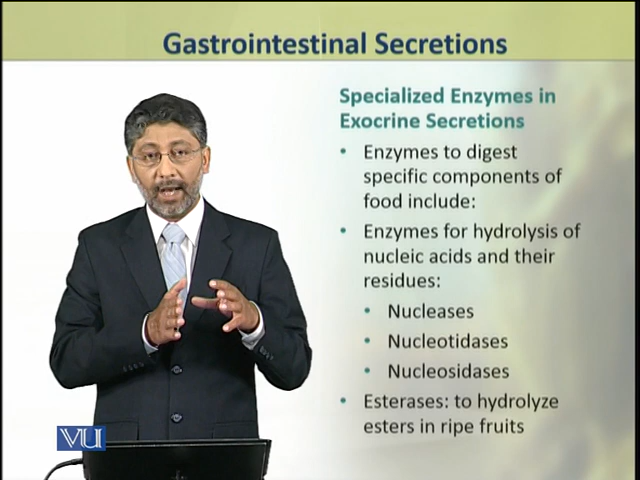 Gastrointestinal Secretions
Specialized Enzymes in
Exocrine Secretions
• Enzymes to digest
specific components of
food include:
• Enzymes for hydrolysis of
nucleic acids and their
residues:
• Nucleases
• Nucleotidases
• Nucleosidases
• Esterases: to hydrolyze
esters in ripe fruits
VU